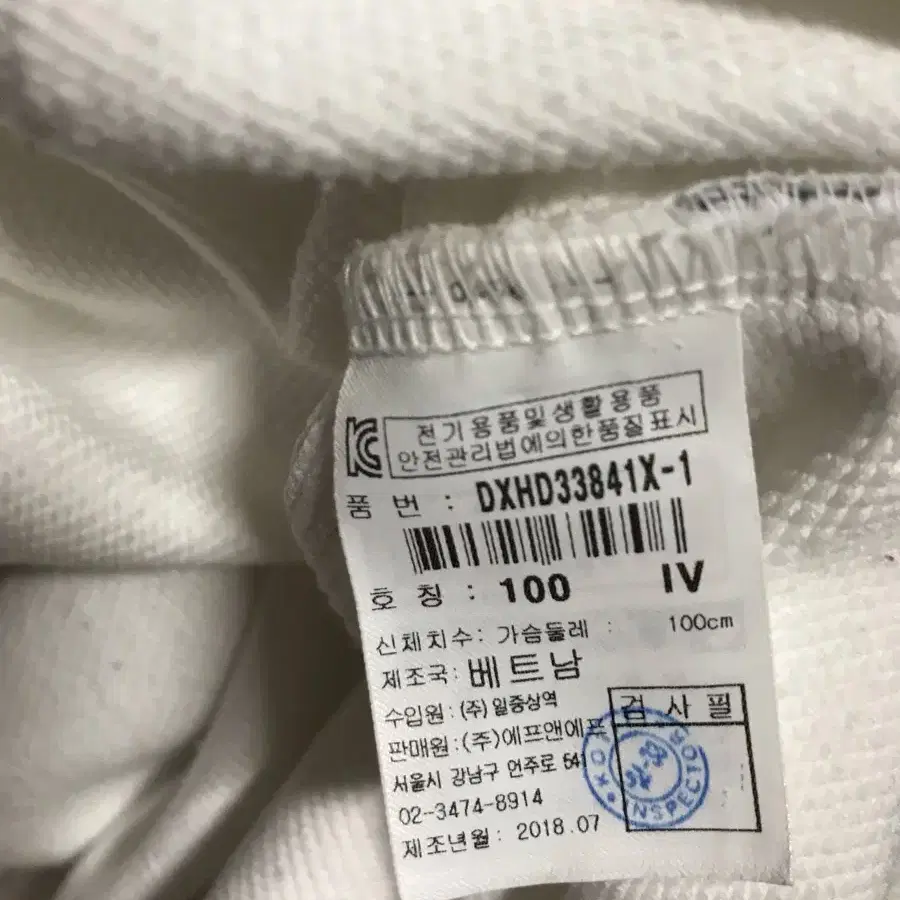 KC 전기용품및생활용품
안전관리법에의한품질표시
품 번 : DXHD33841X-1
호 칭 : 100 IV
신체치수: 가슴둘레 : 100cm
제조국: 베트남
수입원 : (주)일중상역
판매원 : (주)에프앤에프
서울시 강남구 언주로 541
02-3474-8914
제조년월 : 2018.07
검 사 필
INSPECTO